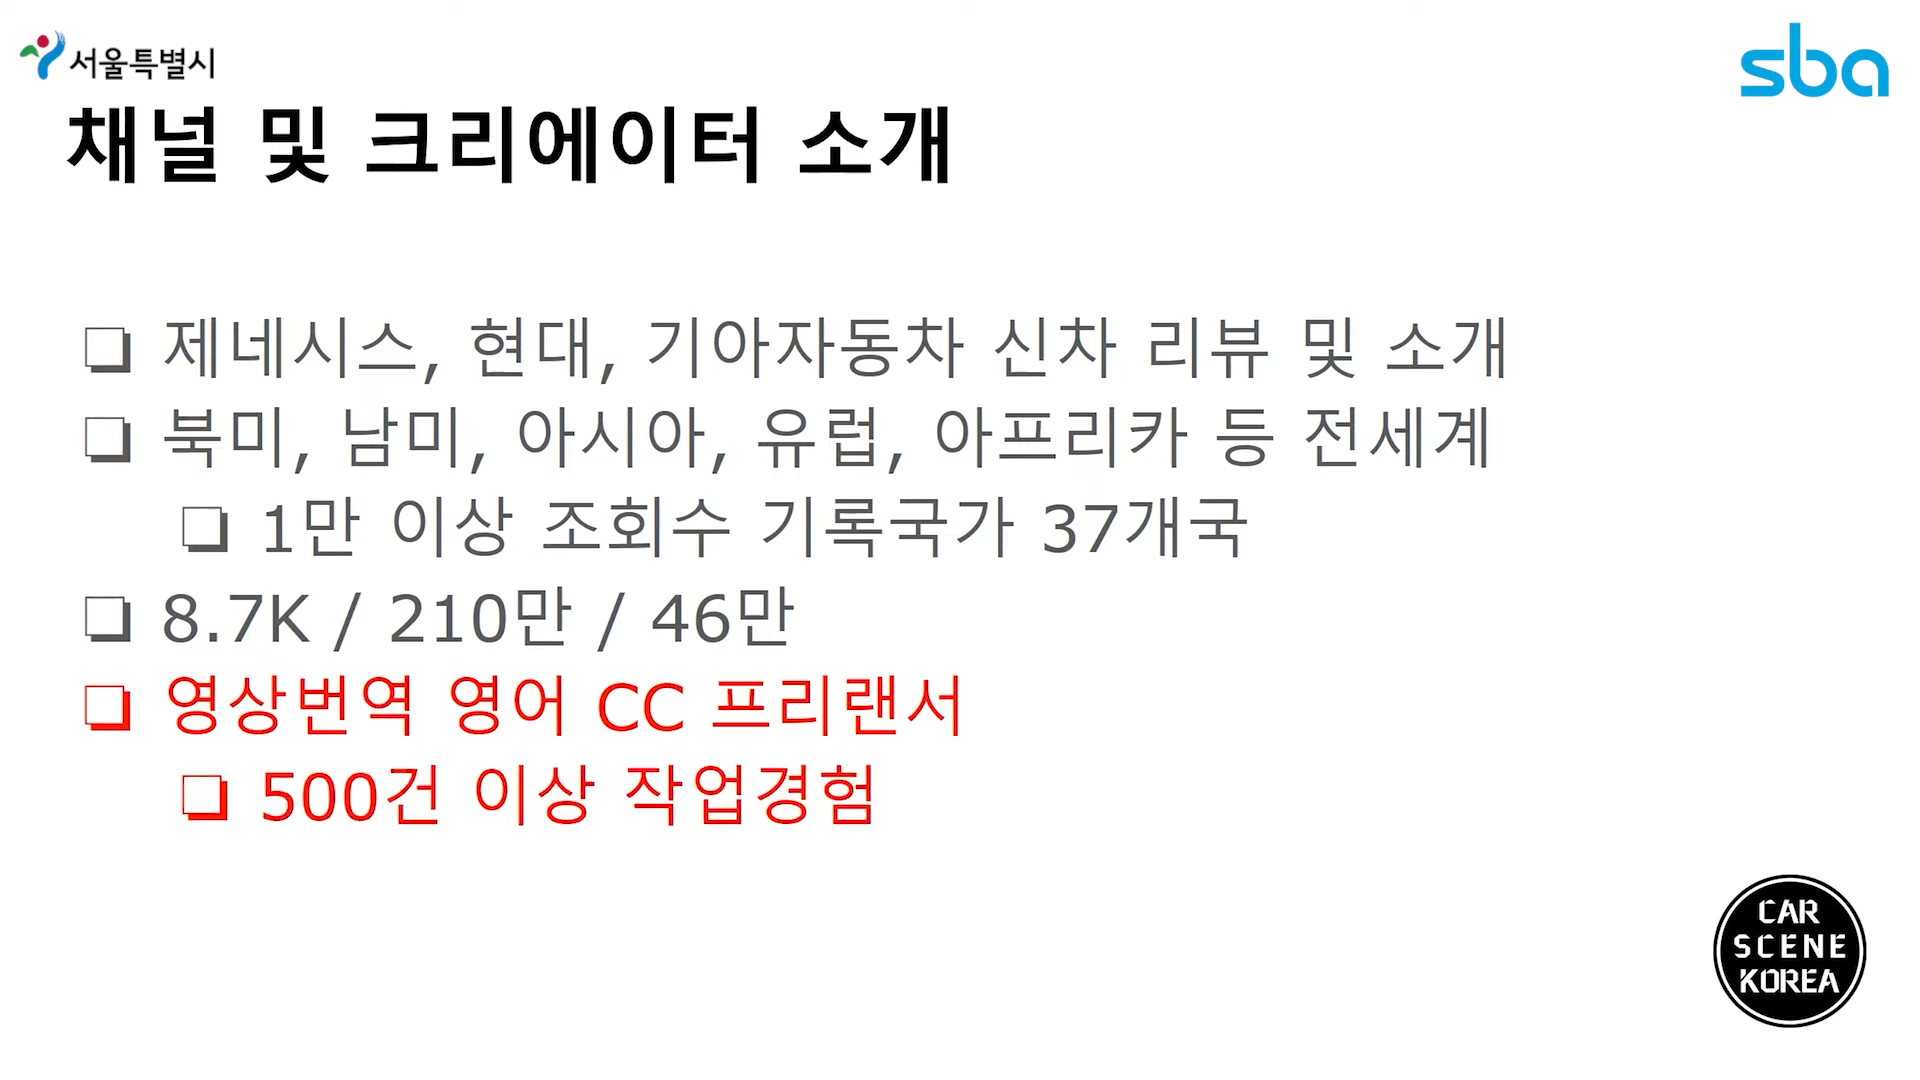 서울특별시
sba
채널 및 크리에이터 소개
❏ 제네시스, 현대, 기아자동차 신차 리뷰 및 소개
❏ 북미, 남미, 아시아, 유럽, 아프리카 등 전세계
❏ 1만 이상 조회수 기록국가 37개국
❏ 8.7K / 210만 / 46만
❏ 영상번역 영어 CC 프리랜서
❏ 500건 이상 작업경험
CAR
SCENE
KOREA